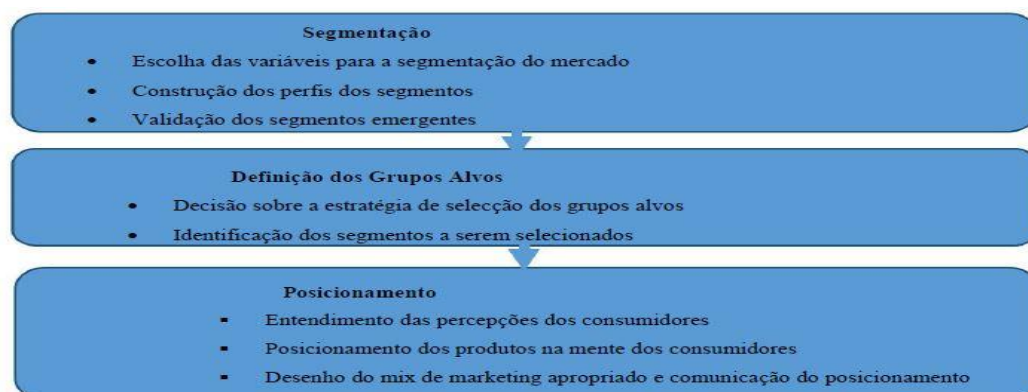 Segmentação
• Escolha das variáveis para a segmentação do mercado
• Construção dos perfis dos segmentos
• Validação dos segmentos emergentes
Definição dos Grupos Alvos
• Decisão sobre a estratégia de selecção dos grupos alvos
• Identificação dos segmentos a serem selecionados
Posicionamento
▪ Entendimento das percepções dos consumidores
▪ Posicionamento dos produtos na mente dos consumidores
▪ Desenho do mix de marketing apropriado e comunicação do posicionamento